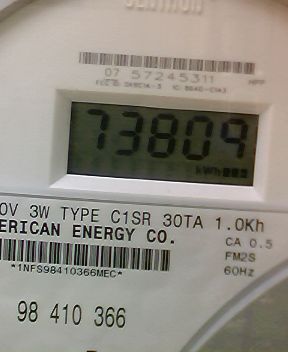 CENTRON
07 57245311
73809
kWh
0V 3W TYPE C1SR 30TA 1.0Kh
ERICAN ENERGY CO.
CA 0.5
FM2S
60Hz
*1NFS98410366MEC*
98 410 366